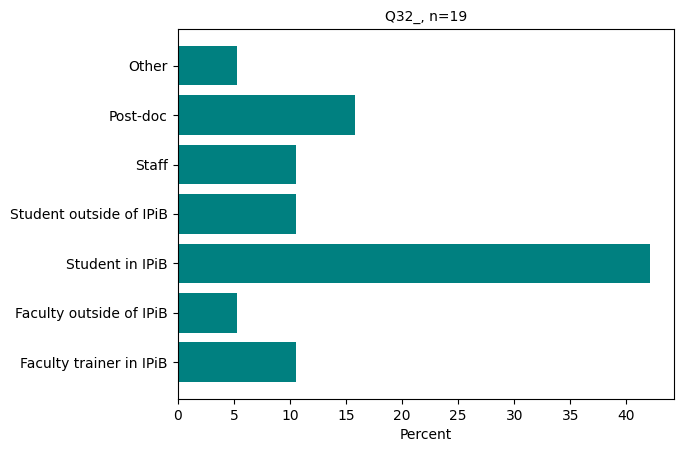 Q32_, n=19
Other
Post-doc
Staff
Student outside of IPiB
Student in IPiB
Faculty outside of IPiB
Faculty trainer in IPiB
0 5 10 15 20 25 30 35 40
Percent